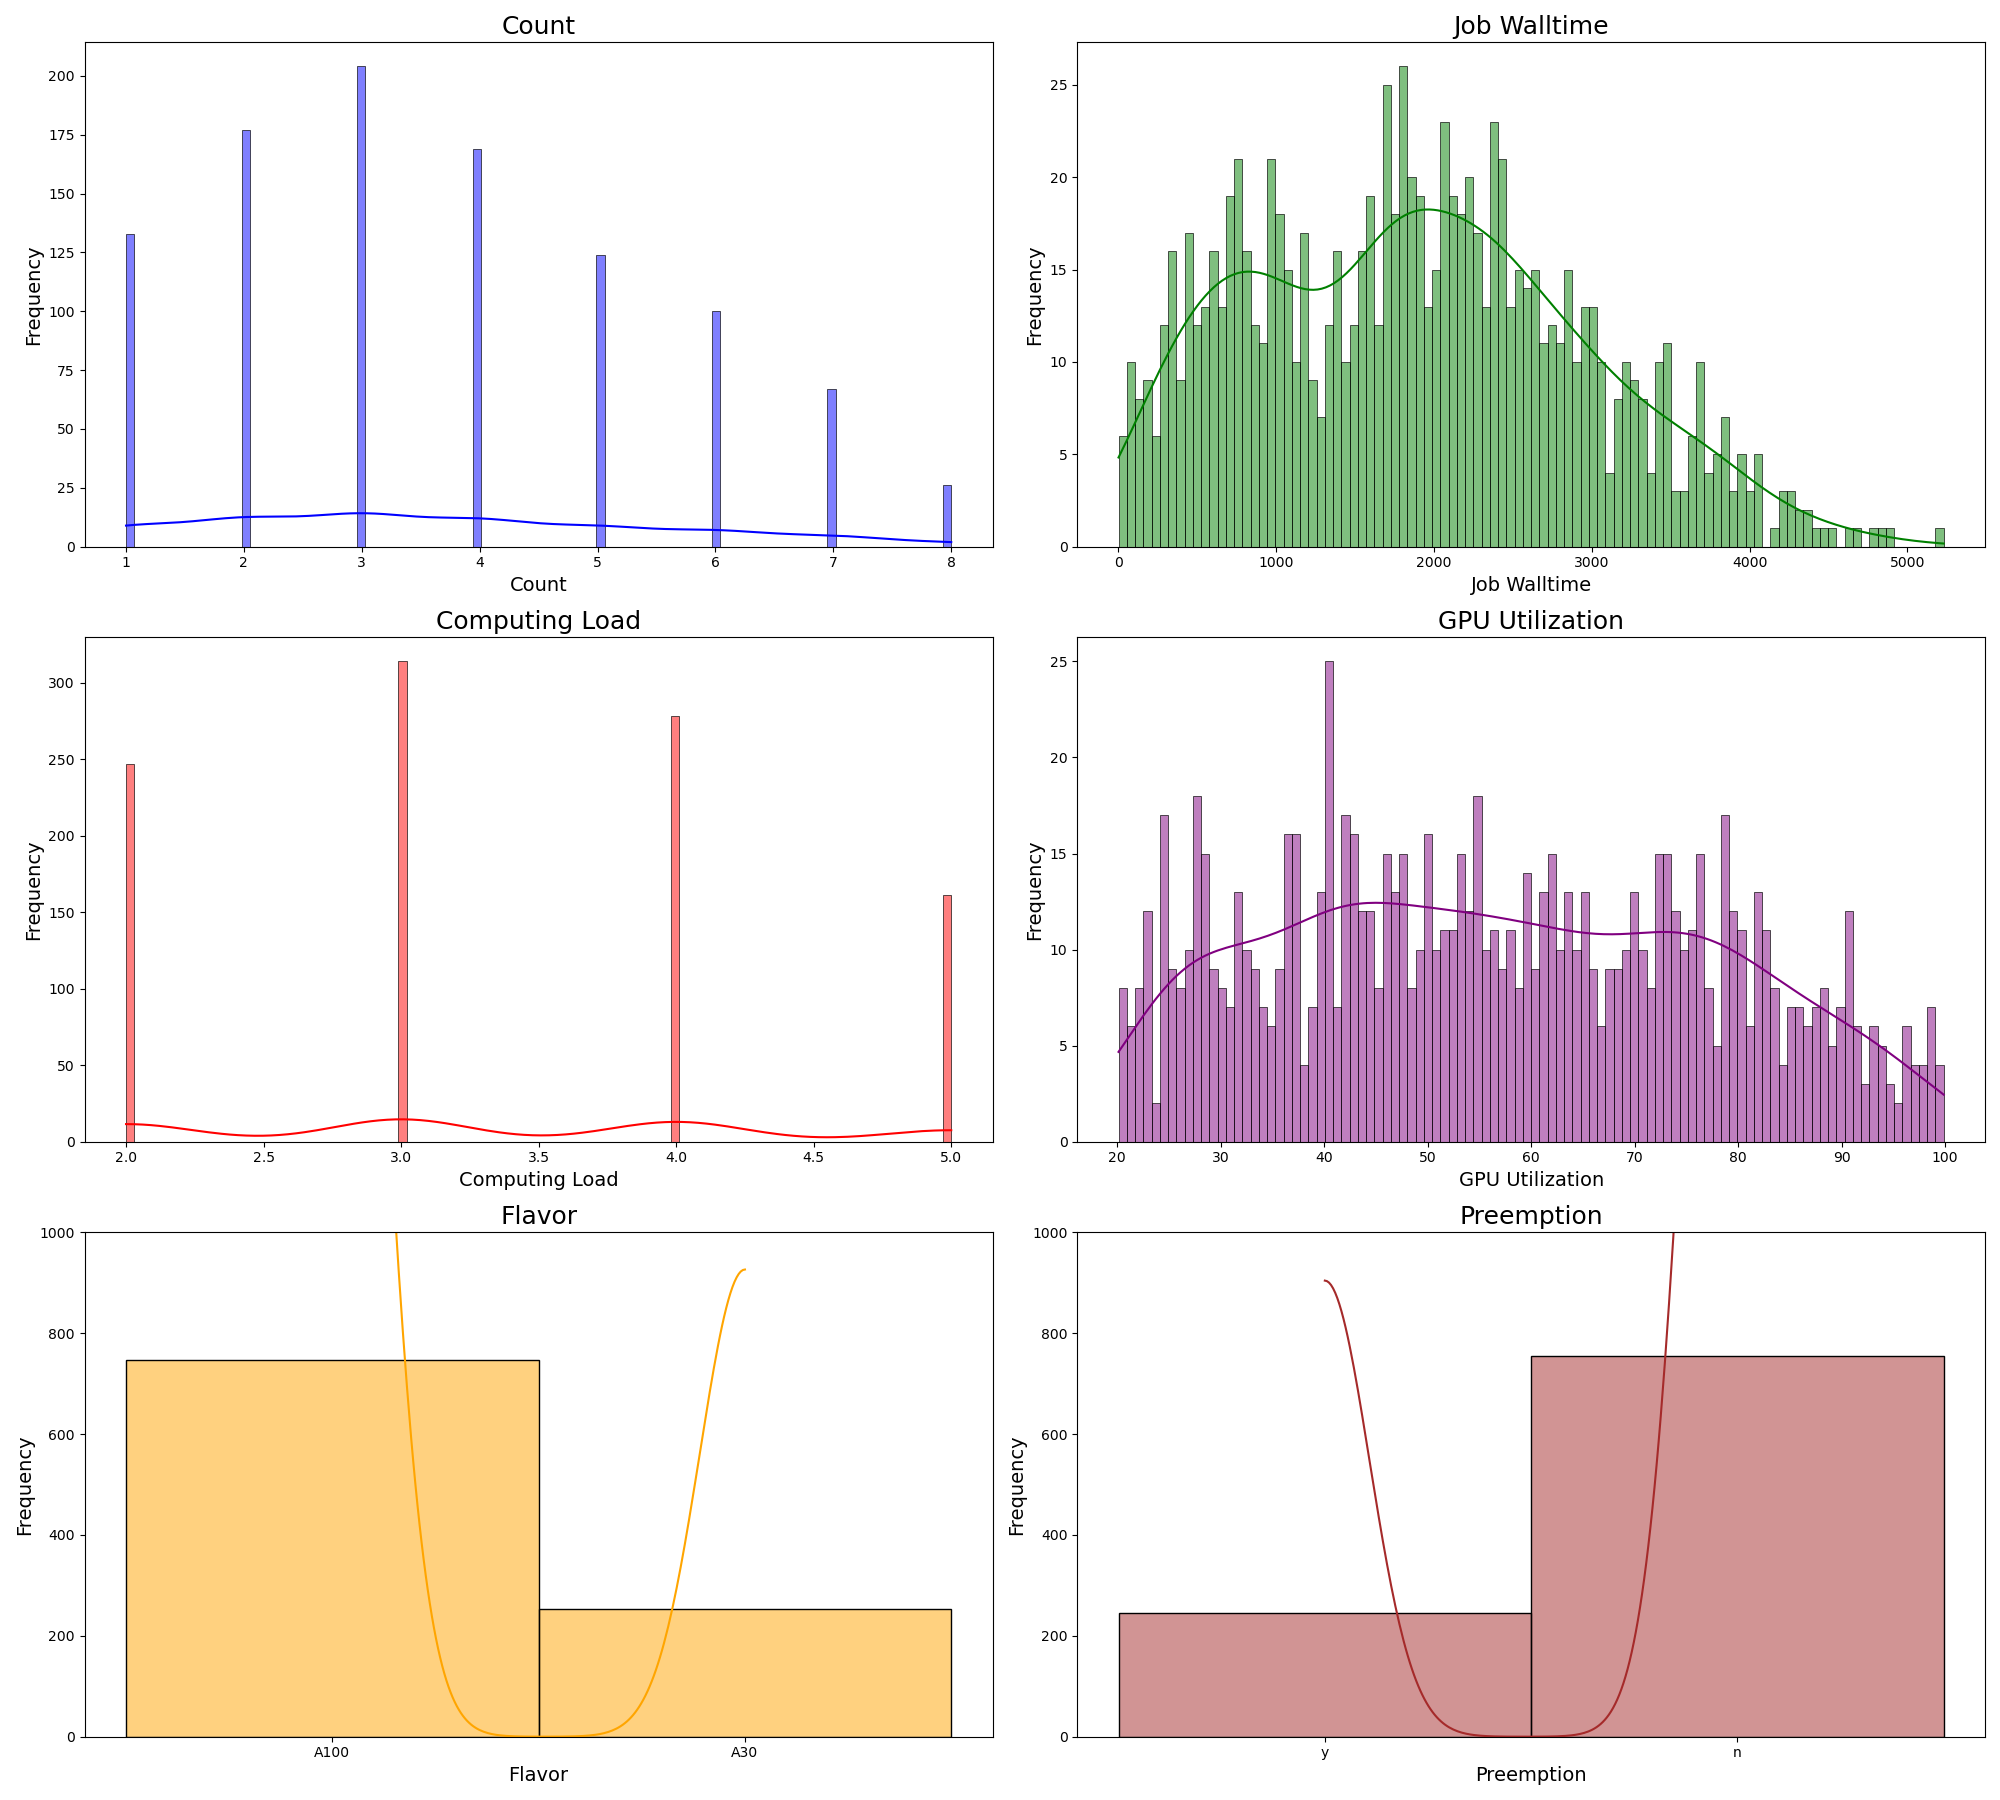 Count
Frequency
200
175
150
125
100
75
50
25
0
1 2 3 4 5 6 7 8
Count
Job Walltime
Frequency
25
20
15
10
5
0
0 1000 2000 3000 4000 5000
Job Walltime
Computing Load
Frequency
300
250
200
150
100
50
0
2.0 2.5 3.0 3.5 4.0 4.5 5.0
Computing Load
GPU Utilization
Frequency
25
20
15
10
5
0
20 30 40 50 60 70 80 90 100
GPU Utilization
Flavor
Frequency
1000
800
600
400
200
0
A100 A30
Flavor
Preemption
Frequency
1000
800
600
400
200
0
y n
Preemption